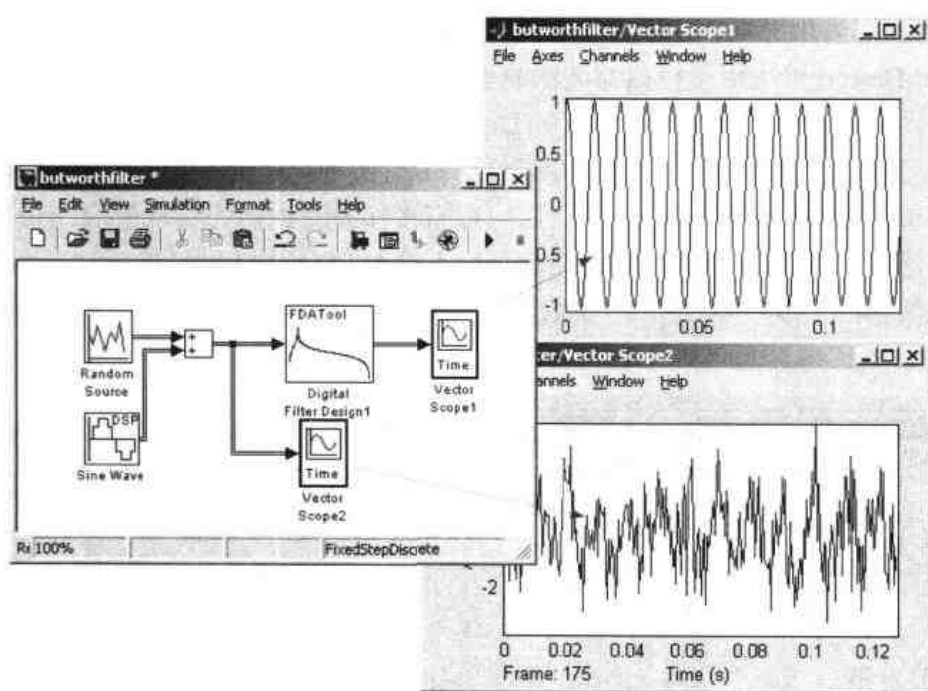 butworthfilter/Vector Scope1
File Axes Channels Window Help
1
0.5
0
0.5
-1
0
0.05
0.1
butworthfilter *
File Edit View Simulation Format Tools Help
FDATool
Random
Source
DSP
Sine Wave
Digital
Filter Design1
Time
Vector
Scope1
Time
Vector
Scope2
100%
FixedStepDiscrete
er/Vector Scope2
annels Window Help
-2
0 0.02 0.04 0.06 0.08 0.1 0.12
Frame: 175 Time (s)